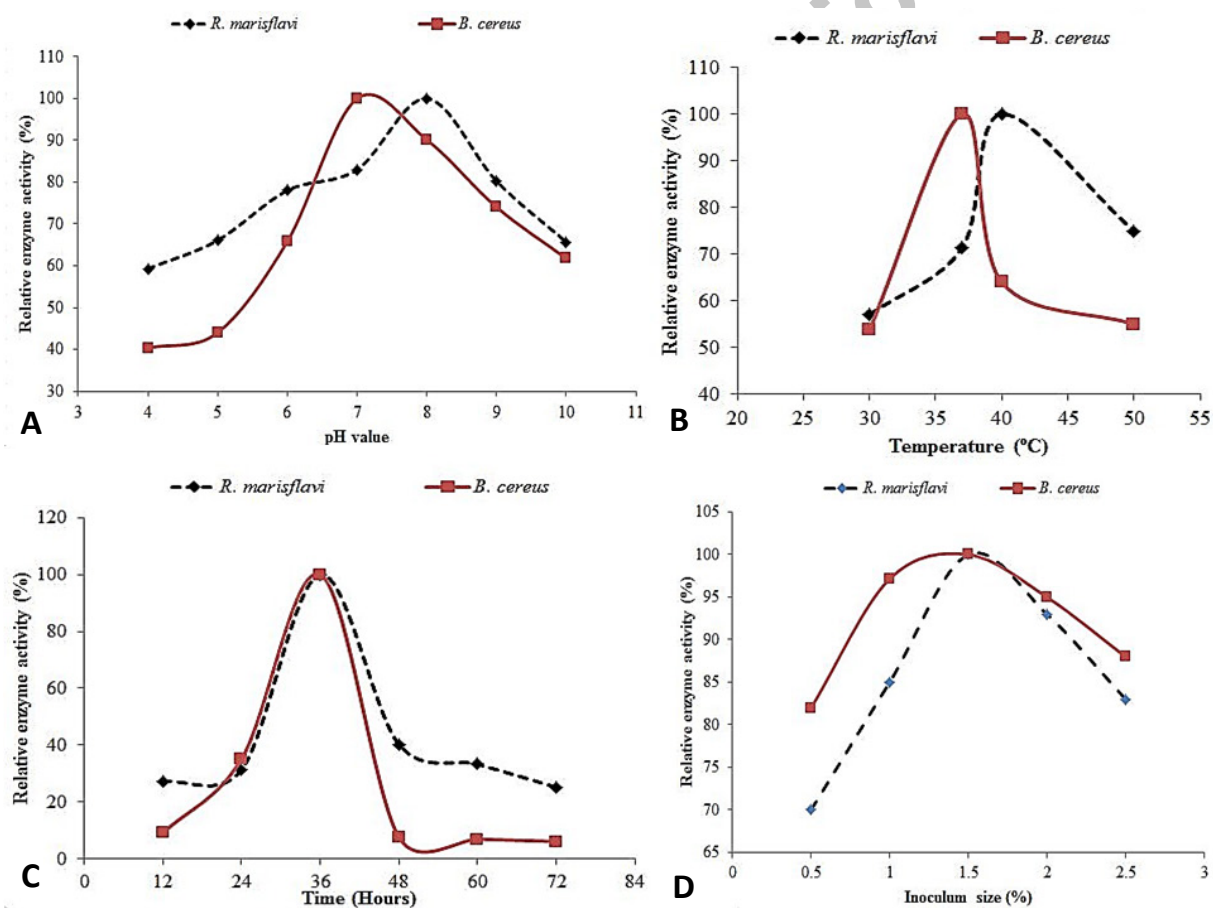 R. marisflavi B. cereus
Relative enzyme activity (%)
110
100
90
80
70
60
50
40
30
3 4 5 6 7 8 9 10 11
pH value
A
R. marisflavi B. cereus
Relative enzyme activity (%)
110
100
90
80
70
60
50
40
20 25 30 35 40 45 50 55
Temperature (ºC)
B
R. marisflavi B. cereus
Relative enzyme activity (%)
120
100
80
60
40
20
0
0 12 24 36 48 60 72 84
Time (Hours)
C
R. marisflavi B. cereus
Relative enzyme activity (%)
105
100
95
90
85
80
75
70
65
0 0.5 1 1.5 2 2.5 3
Inoculum size (%)
D